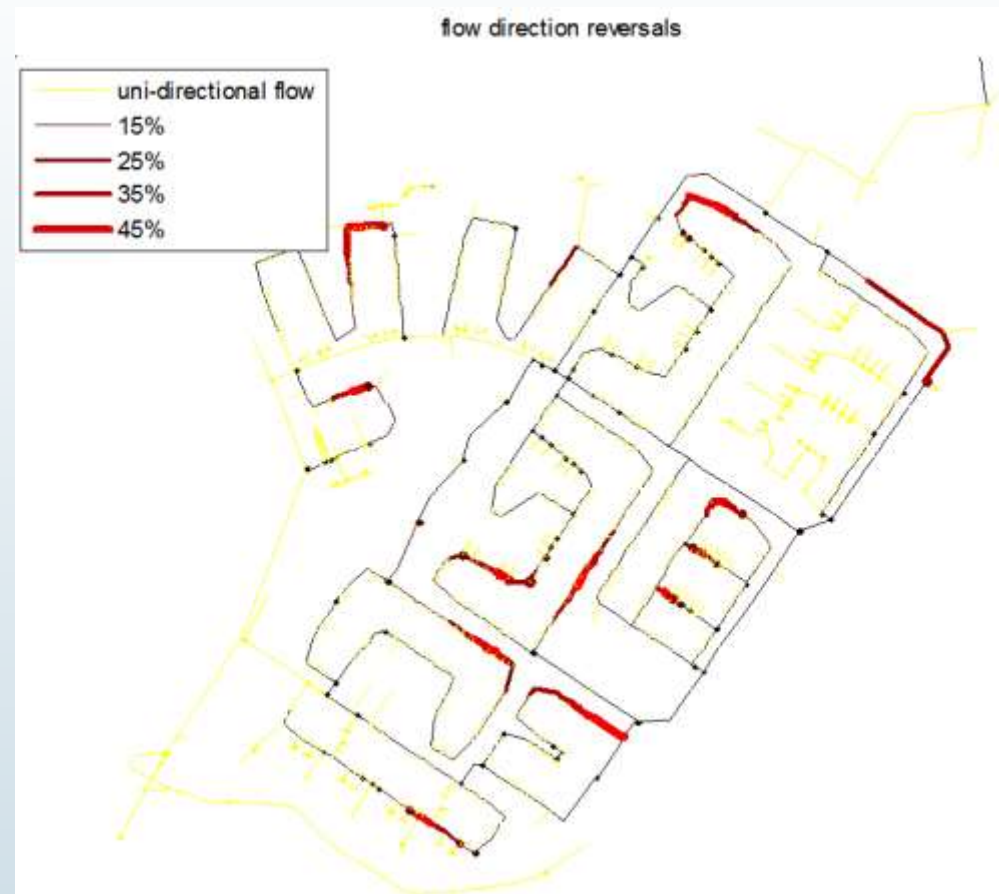 flow direction reversals
uni-directional flow
15%
25%
35%
45%